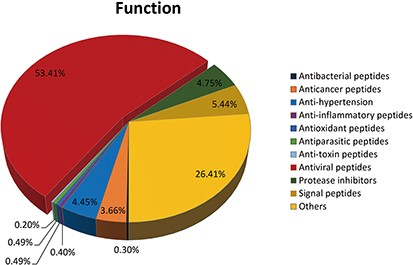 Function
53.41%
4.75%
5.44%
26.41%
0.30%
3.66%
4.45%
0.40%
0.49%
0.49%
0.20%
Antibacterial peptides
Anticancer peptides
Anti-hypertension
Anti-inflammatory peptides
Antioxidant peptides
Antiparasitic peptides
Anti-toxin peptides
Antiviral peptides
Protease inhibitors
Signal peptides
Others